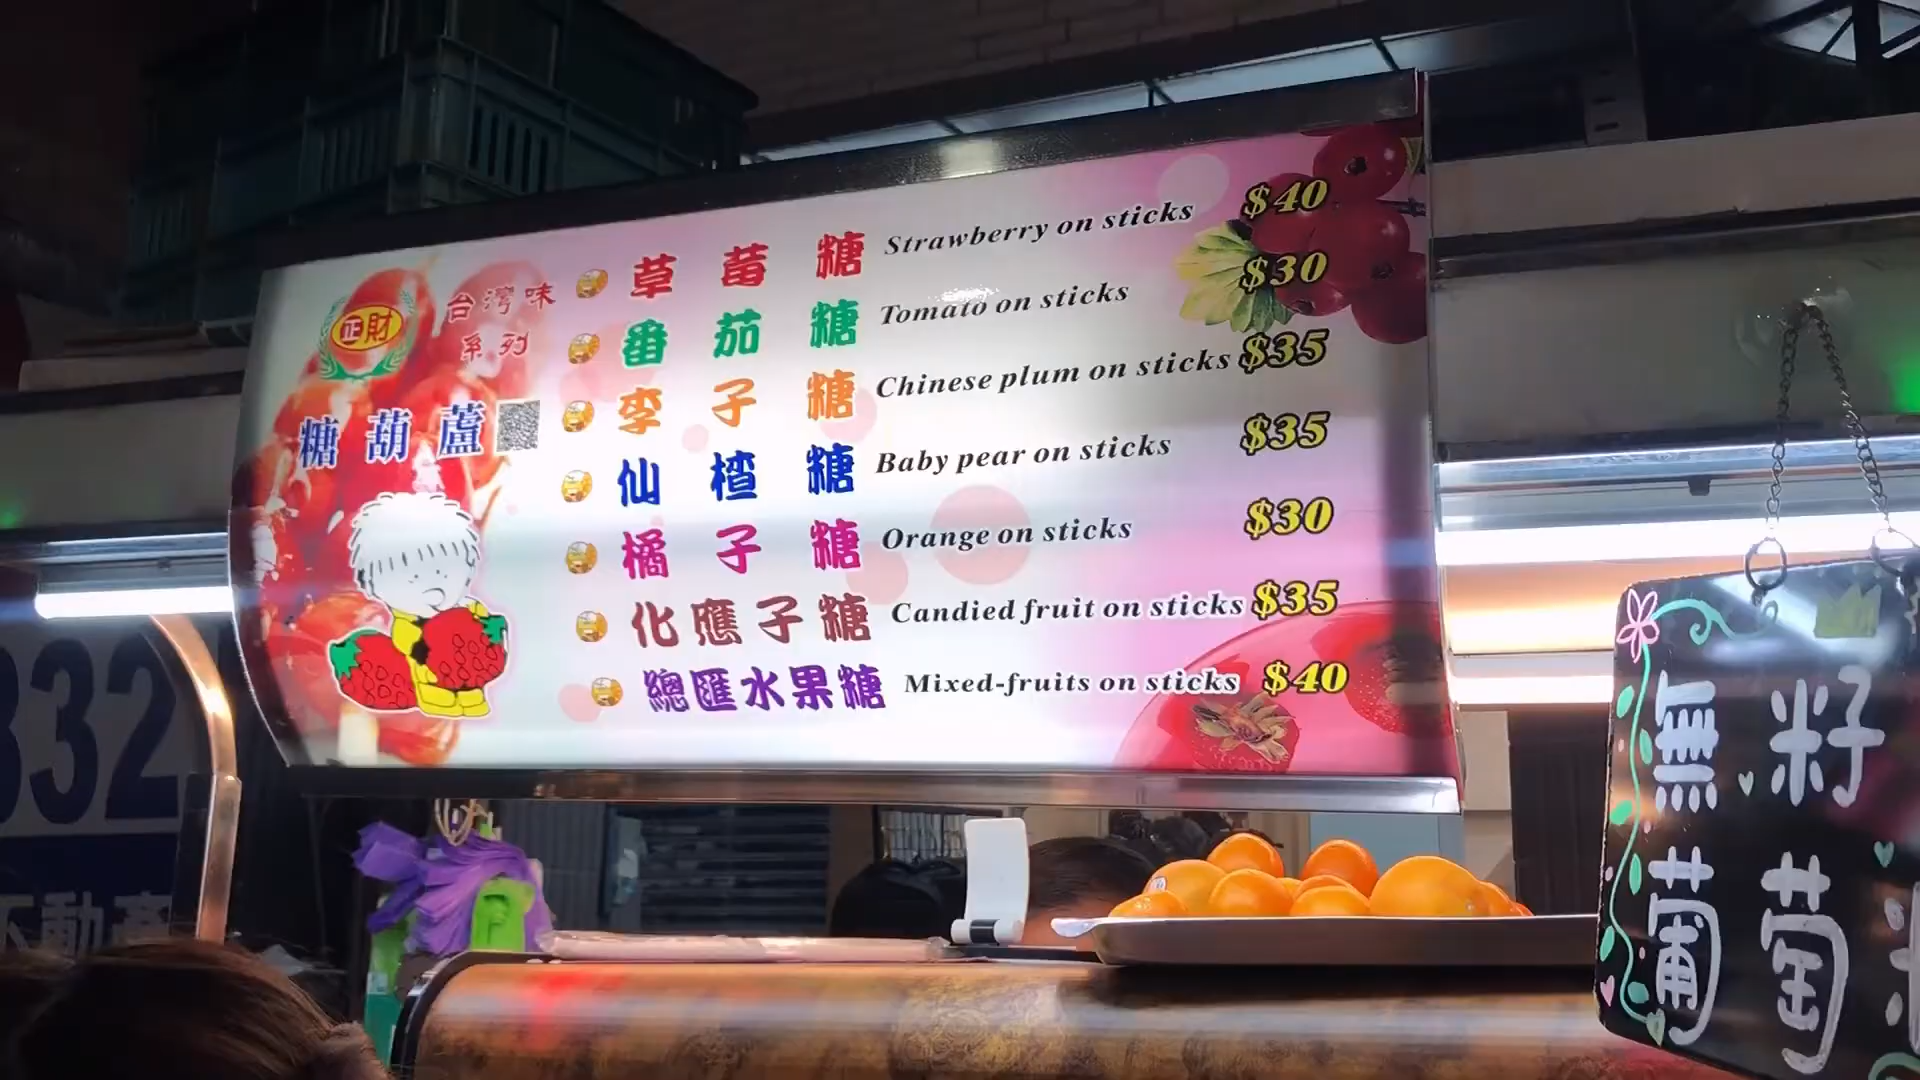 正財
台灣味
系列
糖葫蘆
草莓糖 Strawberry on sticks $40
番茄糖 Tomato on sticks $30
李子糖 Chinese plum on sticks $35
仙楂糖 Baby pear on sticks $35
橘子糖 Orange on sticks $30
化應子糖 Candied fruit on sticks $35
總匯水果糖 Mixed-fruits on sticks $40
332
不動產
無籽
葡萄